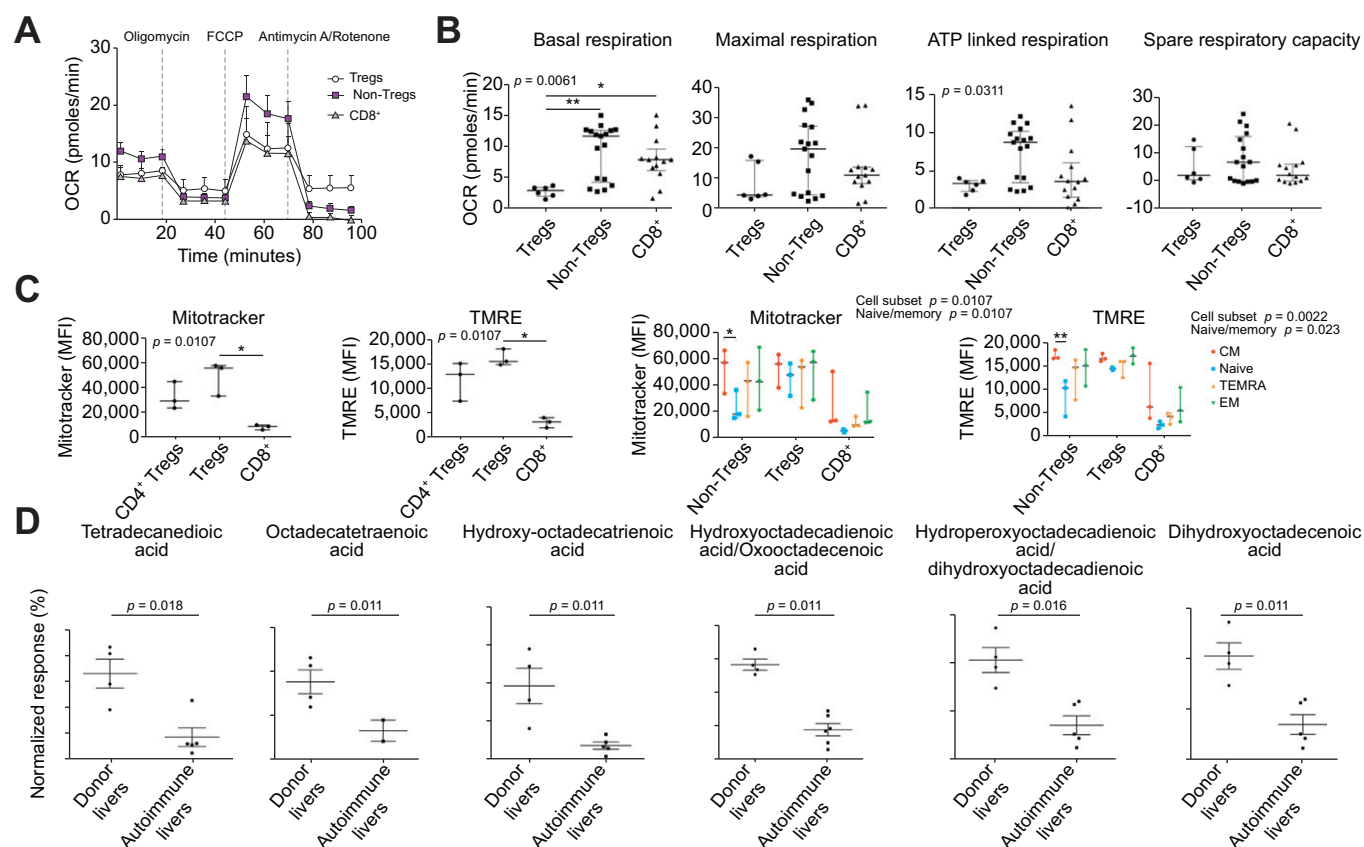 A
Oligomycin
FCCP
Antimycin A/Rotenone
30
20
10
0
OCR (pmoles/min)
Tregs
Non-Tregs
CD8+
20
40
60
80
100
Time (minutes)
B
Basal respiration
p = 0.0061
*
**
20
15
10
5
0
OCR (pmoles/min)
Tregs
Non-Tregs
CD8+
Maximal respiration
40
30
20
10
0
Tregs
Non-Treg
CD8+
ATP linked respiration
p = 0.0311
15
10
5
0
Tregs
Non-Tregs
CD8+
Spare respiratory capacity
40
30
20
10
0
-10
Tregs
Non-Tregs
CD8+
C
Mitotracker
p = 0.0107
*
80,000
60,000
40,000
20,000
0
Mitotracker (MFI)
CD4+ Tregs
Tregs
CD8+
TMRE
p = 0.0107
*
20,000
15,000
10,000
5,000
0
TMRE (MFI)
CD4+ Tregs
Tregs
CD8+
Cell subset p = 0.0107
Naive/memory p = 0.0107
Mitotracker
*
80,000
60,000
40,000
20,000
0
Mitotracker (MFI)
Non-Tregs
Tregs
CD8+
TMRE
**
20,000
15,000
10,000
5,000
0
TMRE (MFI)
Non-Tregs
Tregs
CD8+
Cell subset p = 0.0022
Naive/memory p = 0.023
CM
Naive
TEMRA
EM
D
Normalized response (%)
Tetradecanedioic
acid
p = 0.018
Donor
livers
Autoimmune
livers
Octadecatetraenoic
acid
p = 0.011
Donor
livers
Autoimmune
livers
Hydroxy-octadecatrienoic
acid
p = 0.011
Donor
livers
Autoimmune
livers
Hydroxyoctadecadienoic
acid/Oxooctadecenoic
acid
p = 0.011
Donor
livers
Autoimmune
livers
Hydroperoxyoctadecadienoic
acid/
dihydroxyoctadecadienoic
acid
p = 0.016
Donor
livers
Autoimmune
livers
Dihydroxyoctadecenoic
acid
p = 0.011
Donor
livers
Autoimmune
livers